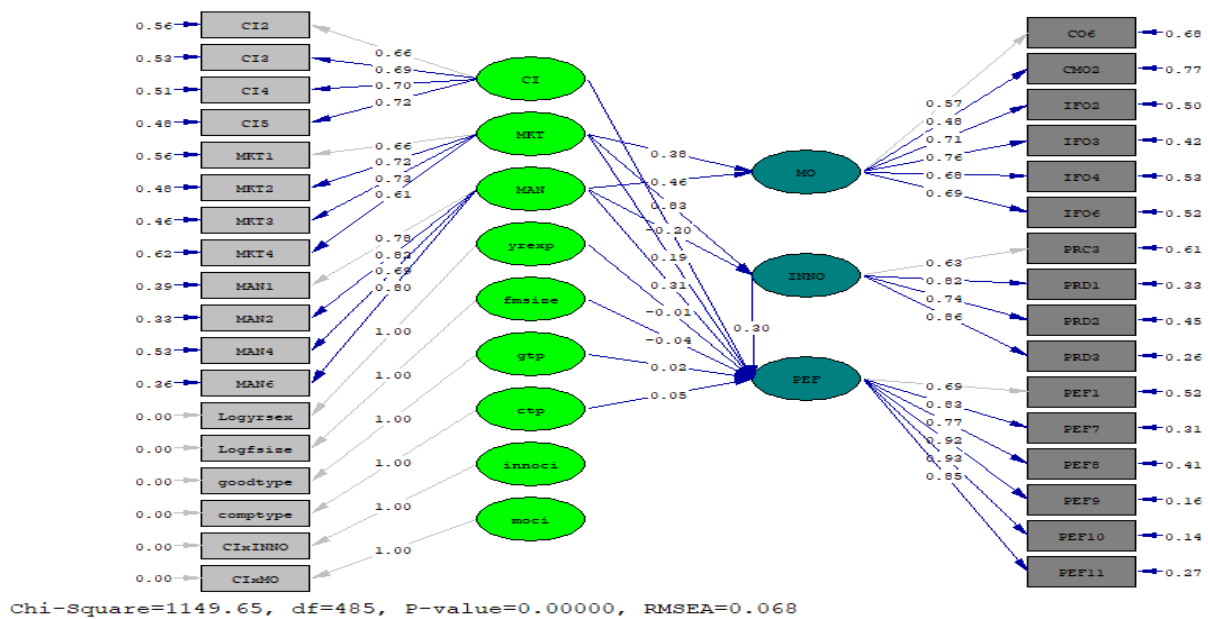 0.56 CI2
0.53 CI3
0.51 CI4
0.48 CI5
0.56 MKT1
0.48 MKT2
0.46 MKT3
0.62 MKT4
0.39 MAN1
0.33 MAN2
0.53 MAN4
0.36 MAN6
0.00 Logyrsex
0.00 Logfsize
0.00 goodtype
0.00 comptype
0.00 CIxINNO
0.00 CIxMO
0.66
0.69
0.70
0.72
0.66
0.72
0.73
0.61
0.78
0.82
0.69
0.80
1.00
1.00
1.00
1.00
1.00
1.00
CI
MKT
MAN
yrexp
fmsize
gtp
ctp
innoci
moci
0.38
0.46
0.83
-0.20
0.19
0.31
-0.01
-0.04
0.02
0.05
0.30
MO
INNO
PEF
0.57
0.48
0.71
0.76
0.68
0.69
0.63
0.82
0.74
0.86
0.69
0.83
0.77
0.92
0.93
0.85
CO6 0.68
CMO2 0.77
IFO2 0.50
IFO3 0.42
IFO4 0.53
IFO6 0.52
PRC3 0.61
PRD1 0.33
PRD2 0.45
PRD3 0.26
PEF1 0.52
PEF7 0.31
PEF8 0.41
PEF9 0.16
PEF10 0.14
PEF11 0.27
Chi-Square=1149.65, df=485, P-value=0.00000, RMSEA=0.068